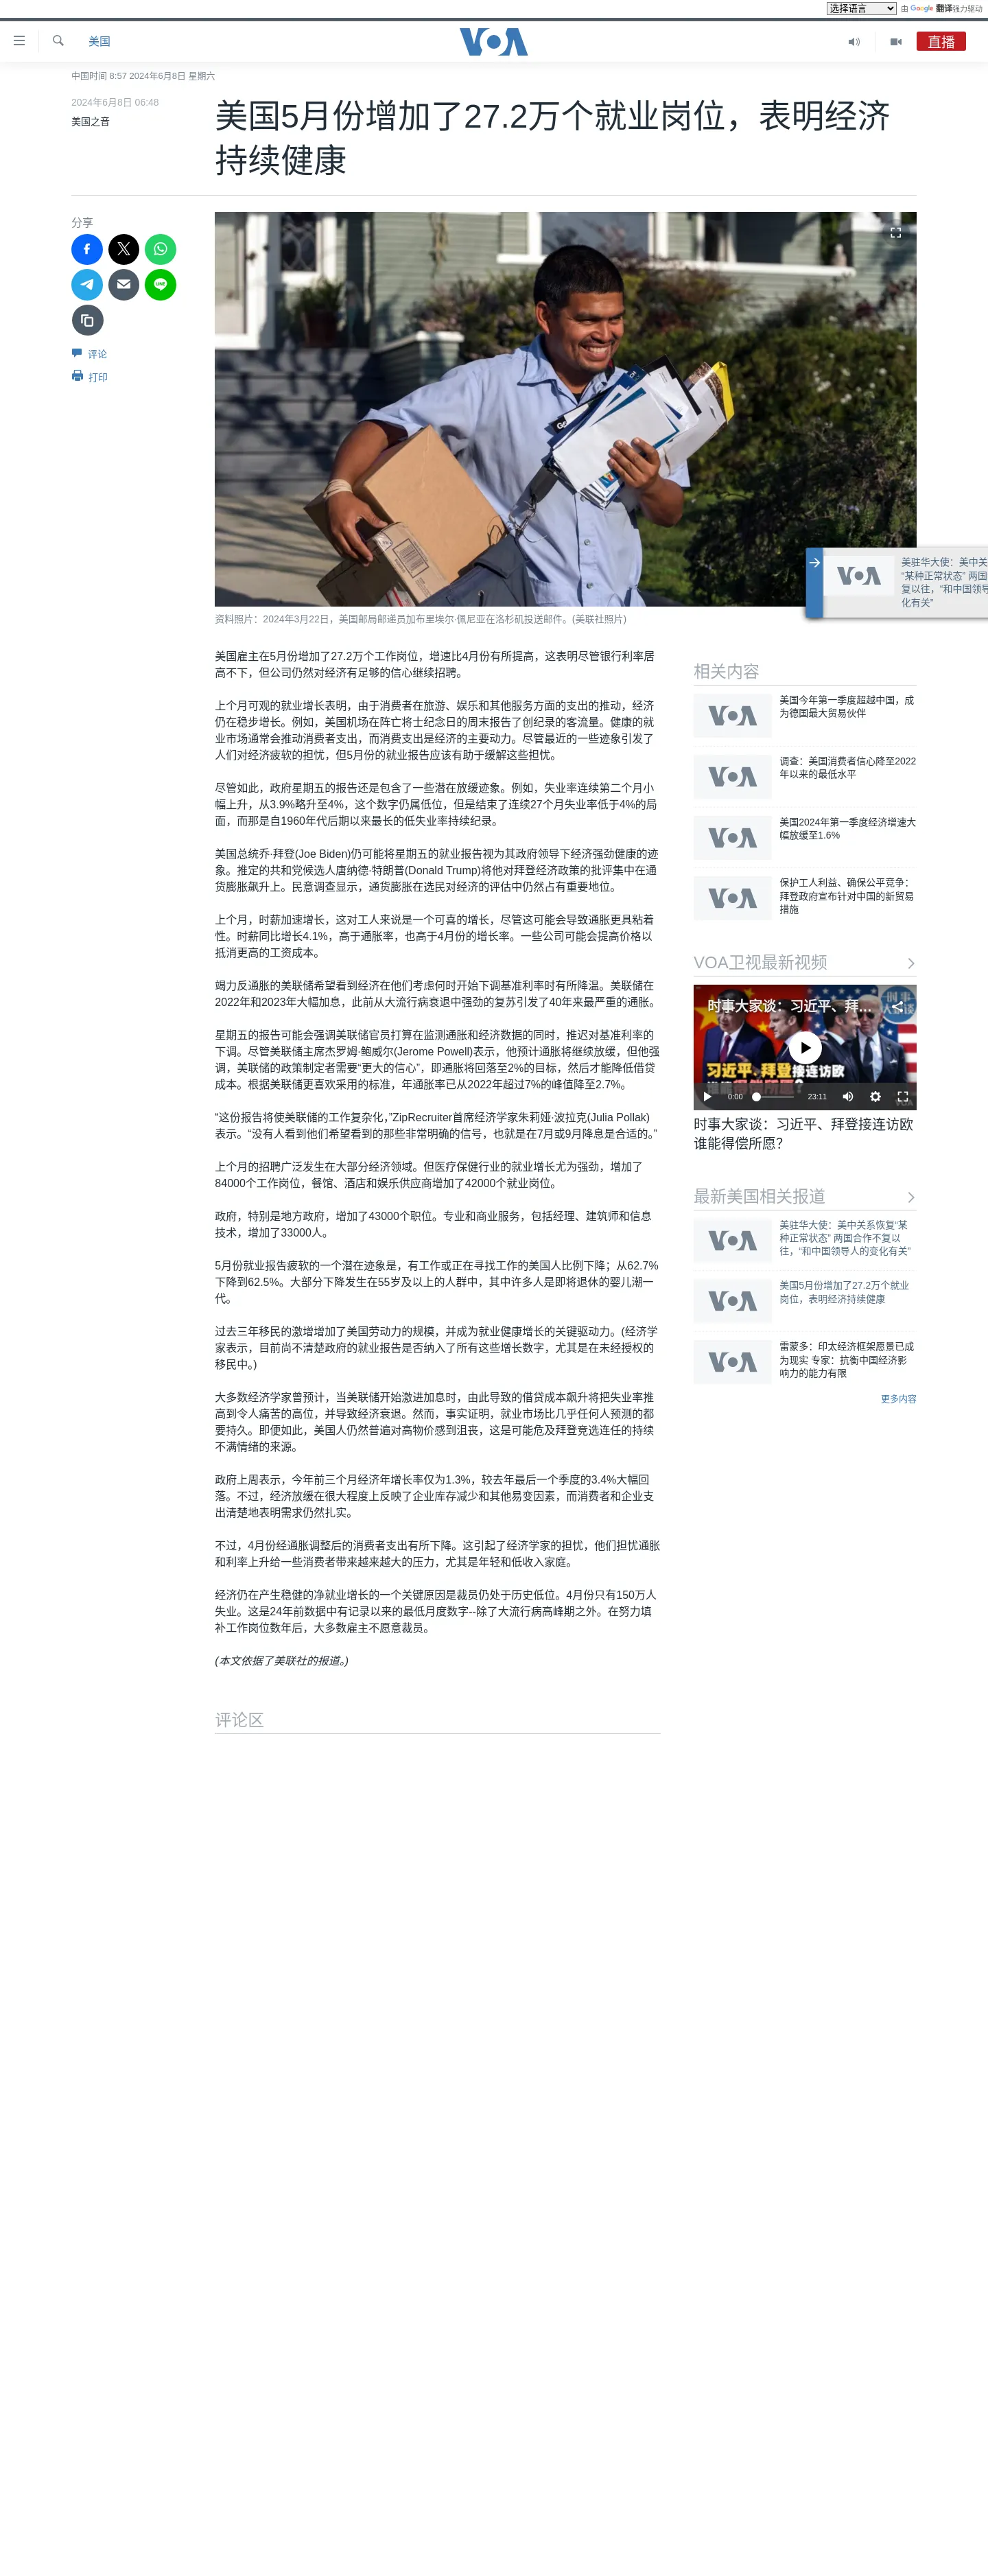 选择语言
由 Google 翻译强力驱动
美国
VOA
直播
中国时间 8:57 2024年6月8日 星期六
2024年6月8日 06:48
美国之音
美国5月份增加了27.2万个就业岗位，表明经济
持续健康
分享
LINE
评论
打印
资料照片：2024年3月22日，美国邮局邮递员加布里埃尔·佩尼亚在洛杉矶投送邮件。(美联社照片)
VOA
美驻华大使：美中关
“某种正常状态” 两国
复以往，“和中国领导
化有关”
美国雇主在5月份增加了27.2万个工作岗位，增速比4月份有所提高，这表明尽管银行利率居
高不下，但公司仍然对经济有足够的信心继续招聘。
上个月可观的就业增长表明，由于消费者在旅游、娱乐和其他服务方面的支出的推动，经济
仍在稳步增长。例如，美国机场在阵亡将士纪念日的周末报告了创纪录的客流量。健康的就
业市场通常会推动消费者支出，而消费支出是经济的主要动力。尽管最近的一些迹象引发了
人们对经济疲软的担忧，但5月份的就业报告应该有助于缓解这些担忧。
尽管如此，政府星期五的报告还是包含了一些潜在放缓迹象。例如，失业率连续第二个月小
幅上升，从3.9%略升至4%，这个数字仍属低位，但是结束了连续27个月失业率低于4%的局
面，而那是自1960年代后期以来最长的低失业率持续纪录。
美国总统乔·拜登(Joe Biden)仍可能将星期五的就业报告视为其政府领导下经济强劲健康的迹
象。推定的共和党候选人唐纳德·特朗普(Donald Trump)将他对拜登经济政策的批评集中在通
货膨胀飙升上。民意调查显示，通货膨胀在选民对经济的评估中仍然占有重要地位。
上个月，时薪加速增长，这对工人来说是一个可喜的增长，尽管这可能会导致通胀更具粘着
性。时薪同比增长4.1%，高于通胀率，也高于4月份的增长率。一些公司可能会提高价格以
抵消更高的工资成本。
竭力反通胀的美联储希望看到经济在他们考虑何时开始下调基准利率时有所降温。美联储在
2022年和2023年大幅加息，此前从大流行病衰退中强劲的复苏引发了40年来最严重的通胀。
星期五的报告可能会强调美联储官员打算在监测通胀和经济数据的同时，推迟对基准利率的
下调。尽管美联储主席杰罗姆·鲍威尔(Jerome Powell)表示，他预计通胀将继续放缓，但他强
调，美联储的政策制定者需要“更大的信心”，即通胀将回落至2%的目标，然后才能降低借贷
成本。根据美联储更喜欢采用的标准，年通胀率已从2022年超过7%的峰值降至2.7%。
“这份报告将使美联储的工作复杂化，”ZipRecruiter首席经济学家朱莉娅·波拉克(Julia Pollak)
表示。“没有人看到他们希望看到的那些非常明确的信号，也就是在7月或9月降息是合适的。”
上个月的招聘广泛发生在大部分经济领域。但医疗保健行业的就业增长尤为强劲，增加了
84000个工作岗位，餐馆、酒店和娱乐供应商增加了42000个就业岗位。
政府，特别是地方政府，增加了43000个职位。专业和商业服务，包括经理、建筑师和信息
技术，增加了33000人。
5月份就业报告疲软的一个潜在迹象是，有工作或正在寻找工作的美国人比例下降；从62.7%
下降到62.5%。大部分下降发生在55岁及以上的人群中，其中许多人是即将退休的婴儿潮一
代。
过去三年移民的激增增加了美国劳动力的规模，并成为就业健康增长的关键驱动力。(经济学
家表示，目前尚不清楚政府的就业报告是否纳入了所有这些增长数字，尤其是在未经授权的
移民中。)
大多数经济学家曾预计，当美联储开始激进加息时，由此导致的借贷成本飙升将把失业率推
高到令人痛苦的高位，并导致经济衰退。然而，事实证明，就业市场比几乎任何人预测的都
要持久。即便如此，美国人仍然普遍对高物价感到沮丧，这是可能危及拜登竞选连任的持续
不满情绪的来源。
政府上周表示，今年前三个月经济年增长率仅为1.3%，较去年最后一个季度的3.4%大幅回
落。不过，经济放缓在很大程度上反映了企业库存减少和其他易变因素，而消费者和企业支
出清楚地表明需求仍然扎实。
不过，4月份经通胀调整后的消费者支出有所下降。这引起了经济学家的担忧，他们担忧通胀
和利率上升给一些消费者带来越来越大的压力，尤其是年轻和低收入家庭。
经济仍在产生稳健的净就业增长的一个关键原因是裁员仍处于历史低位。4月份只有150万人
失业。这是24年前数据中有记录以来的最低月度数字--除了大流行病高峰期之外。在努力填
补工作岗位数年后，大多数雇主不愿意裁员。
(本文依据了美联社的报道。)
评论区
相关内容
VOA
美国今年第一季度超越中国，成
为德国最大贸易伙伴
VOA
调查：美国消费者信心降至2022
年以来的最低水平
VOA
美国2024年第一季度经济增速大
幅放缓至1.6%
VOA
保护工人利益、确保公平竞争：
拜登政府宣布针对中国的新贸易
措施
VOA卫视最新视频
时事大家谈：习近平、拜…
习近平、拜登接连访欧
0:00
23:11
时事大家谈：习近平、拜登接连访欧
谁能得偿所愿？
最新美国相关报道
VOA
美驻华大使：美中关系恢复“某
种正常状态” 两国合作不复以
往，“和中国领导人的变化有关”
VOA
美国5月份增加了27.2万个就业
岗位，表明经济持续健康
VOA
雷蒙多：印太经济框架愿景已成
为现实 专家：抗衡中国经济影
响力的能力有限
更多内容